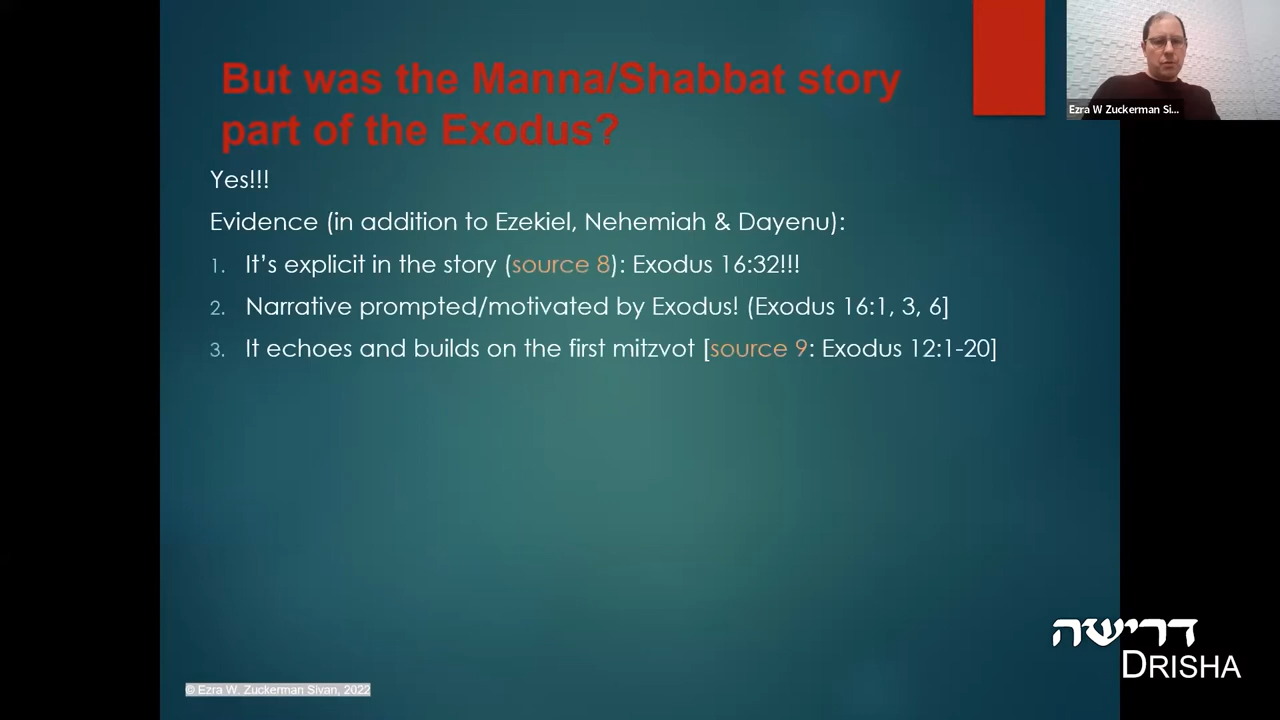 But was the Manna/Shabbat story
part of the Exodus?
Yes!!!
Evidence (in addition to Ezekiel, Nehemiah & Dayenu):
1. It's explicit in the story (source 8): Exodus 16:32!!!
2. Narrative prompted/motivated by Exodus! (Exodus 16:1, 3, 6]
3. It echoes and builds on the first mitzvot [source 9: Exodus 12:1-20]
Ezra W Zuckerman Si...
דרישה
DRISHA
© Ezra W. Zuckerman Sivan, 2022